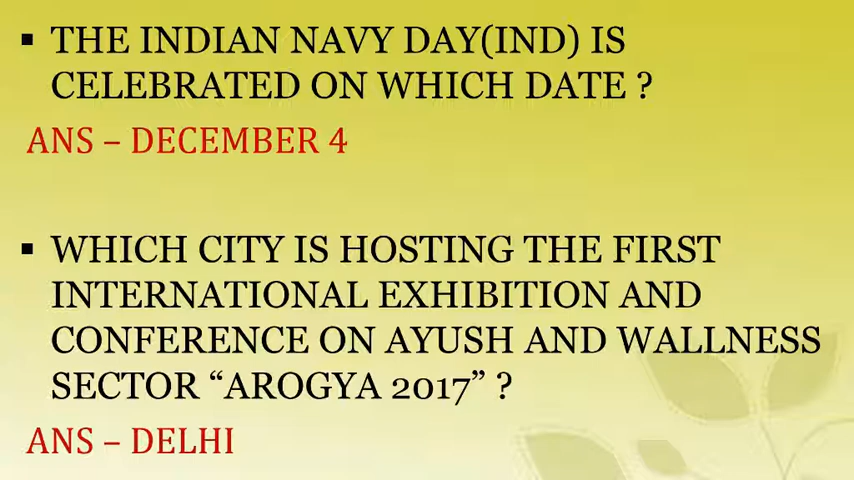 ▪ THE INDIAN NAVY DAY(IND) IS
CELEBRATED ON WHICH DATE ?
ANS – DECEMBER 4
▪ WHICH CITY IS HOSTING THE FIRST
INTERNATIONAL EXHIBITION AND
CONFERENCE ON AYUSH AND WALLNESS
SECTOR “AROGYA 2017” ?
ANS – DELHI